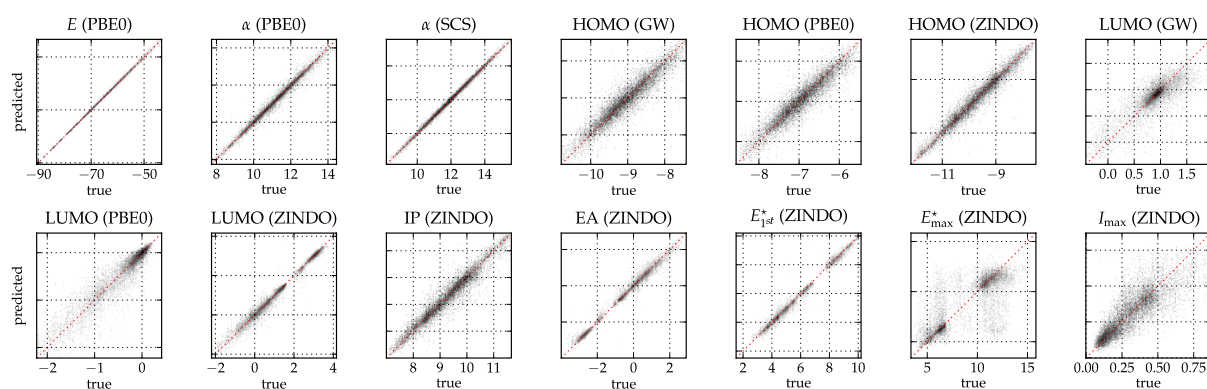 E (PBE0) α (PBE0) α (SCS) HOMO (GW) HOMO (PBE0) HOMO (ZINDO) LUMO (GW)
predicted
−90 −70 −50 8 10 12 14 10 12 14 −10 −9 −8 −8 −7 −6 −11 −9 0.0 0.5 1.0 1.5
true true true true true true true
LUMO (PBE0) LUMO (ZINDO) IP (ZINDO) EA (ZINDO) E⋆1st (ZINDO) E⋆max (ZINDO) Imax (ZINDO)
predicted
−2 −1 0 −2 0 2 4 8 9 10 11 −2 0 2 4 6 8 10 5 10 15 0.0 0.25 0.50 0.75
true true true true true true true